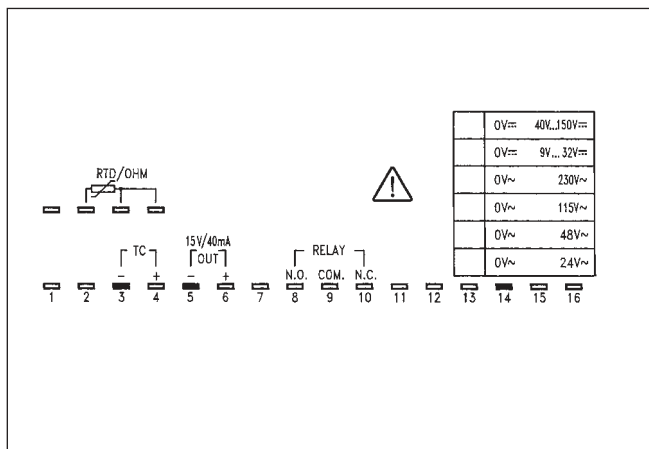 0V⎓ 40V...150V⎓
0V⎓ 9V...32V⎓
0V~ 230V~
0V~ 115V~
0V~ 48V~
0V~ 24V~
RTD/OHM
TC
15V/40mA
OUT
RELAY
- + - + N.O. COM. N.C.
1 2 3 4 5 6 7 8 9 10 11 12 13 14 15 16